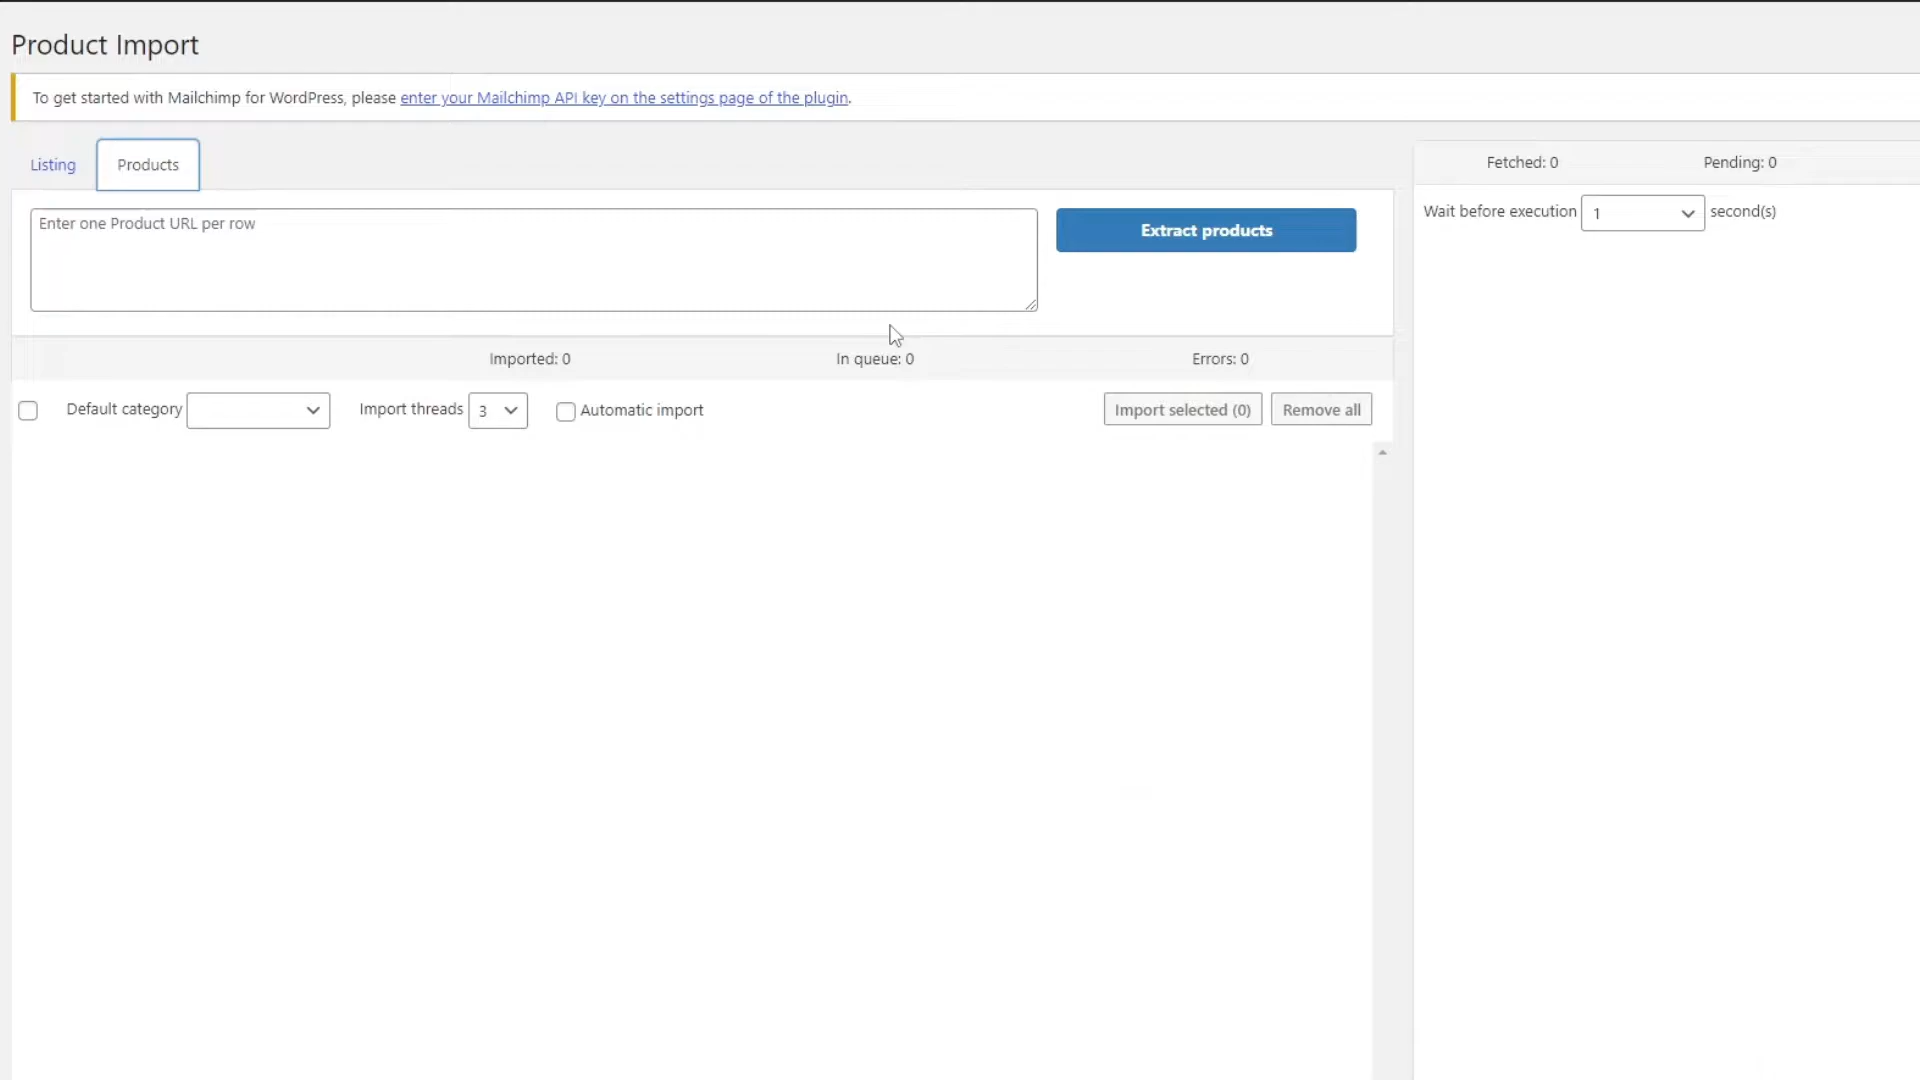 Product Import
To get started with Mailchimp for WordPress, please enter your Mailchimp API key on the settings page of the plugin.
Listing
Products
Fetched: 0
Pending: 0
Enter one Product URL per row
Extract products
Wait before execution 1 second(s)
Imported: 0
In queue: 0
Errors: 0
Default category
Import threads 3
Automatic import
Import selected (0)
Remove all